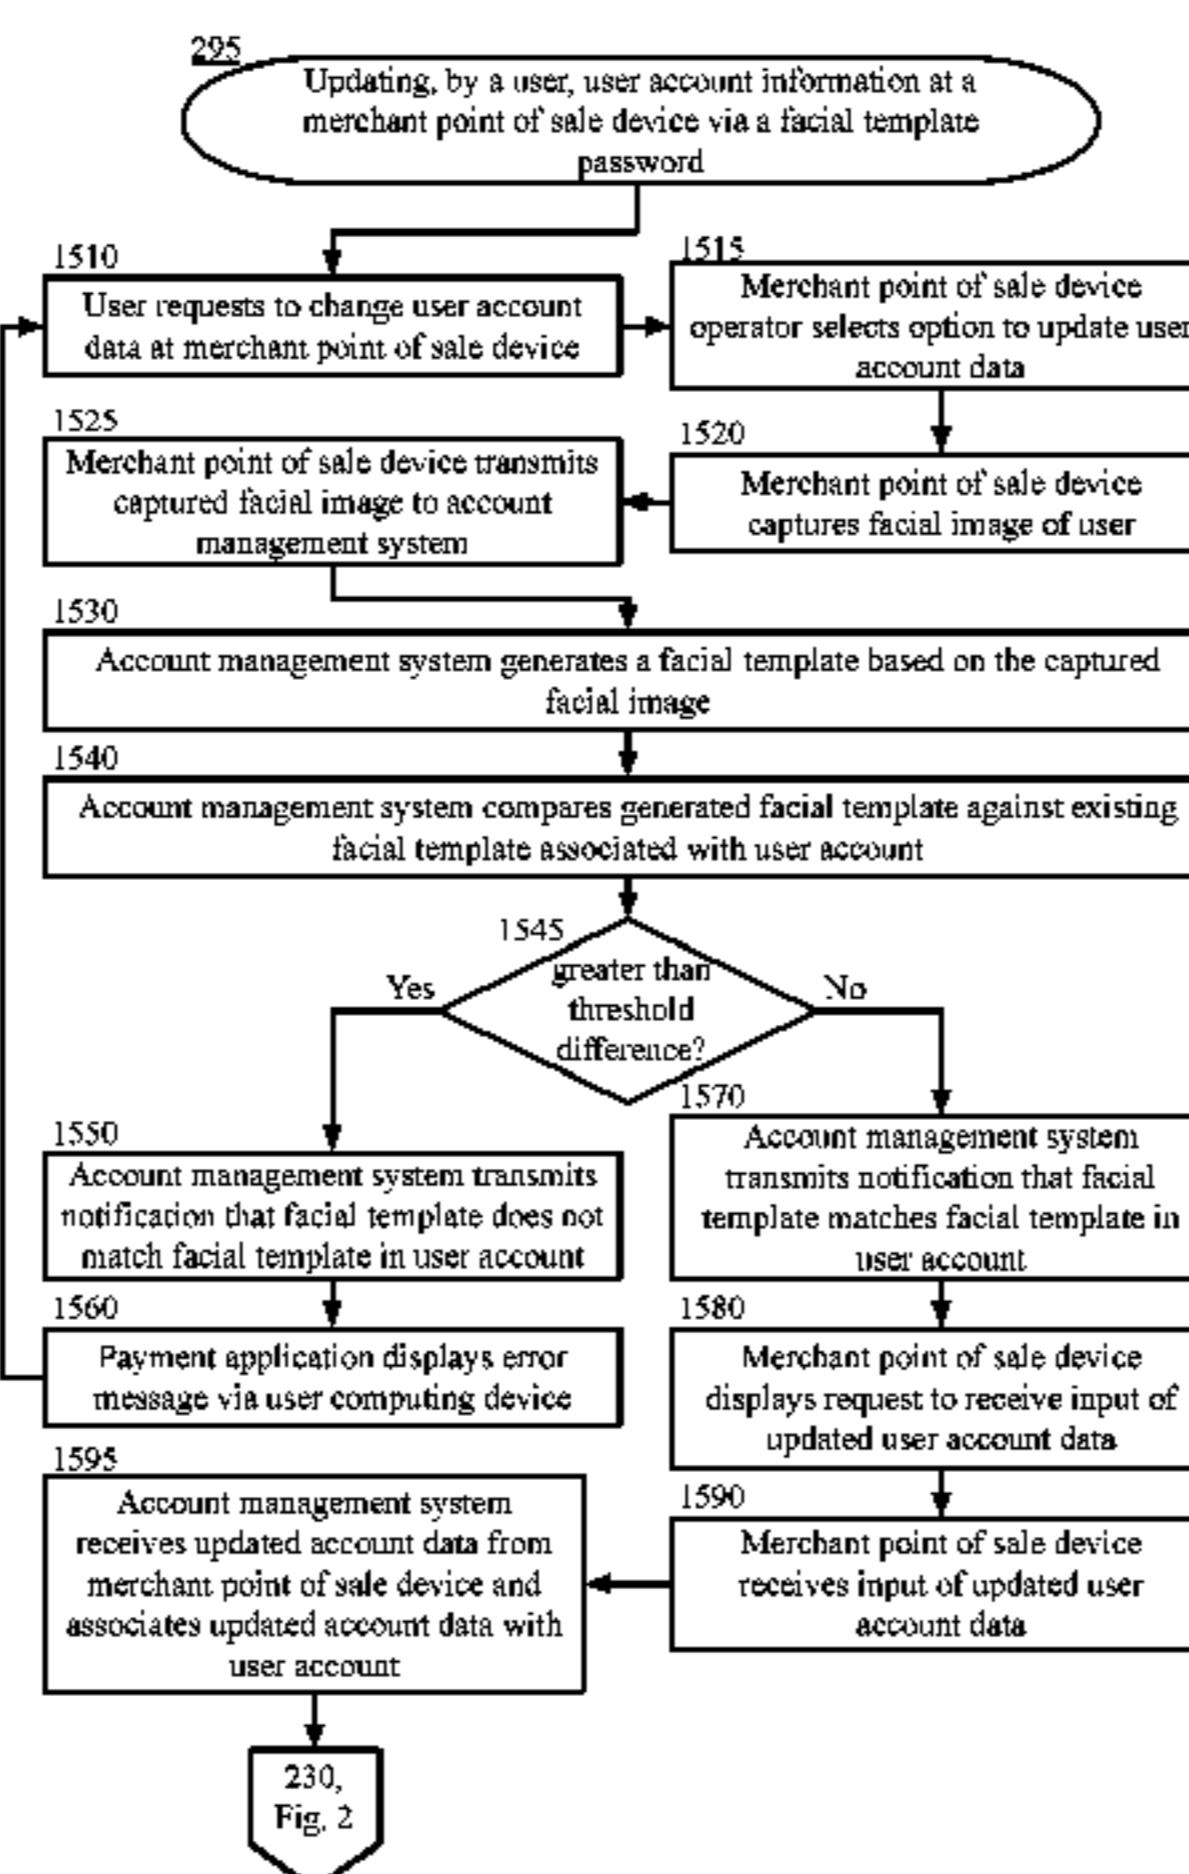 295
Updating, by a user, user account information at a
merchant point of sale device via a facial template
password
1510
User requests to change user account
data at merchant point of sale device
1515
Merchant point of sale device
operator selects option to update user
account data
1520
Merchant point of sale device
captures facial image of user
1525
Merchant point of sale device transmits
captured facial image to account
management system
1530
Account management system generates a facial template based on the captured
facial image
1540
Account management system compares generated facial template against existing
facial template associated with user account
1545
greater than
threshold
difference?
Yes
No
1550
Account management system transmits
notification that facial template does not
match facial template in user account
1560
Payment application displays error
message via user computing device
1570
Account management system
transmits notification that facial
template matches facial template in
user account
1580
Merchant point of sale device
displays request to receive input of
updated user account data
1590
Merchant point of sale device
receives input of updated user
account data
1595
Account management system
receives updated account data from
merchant point of sale device and
associates updated account data with
user account
230,
Fig. 2